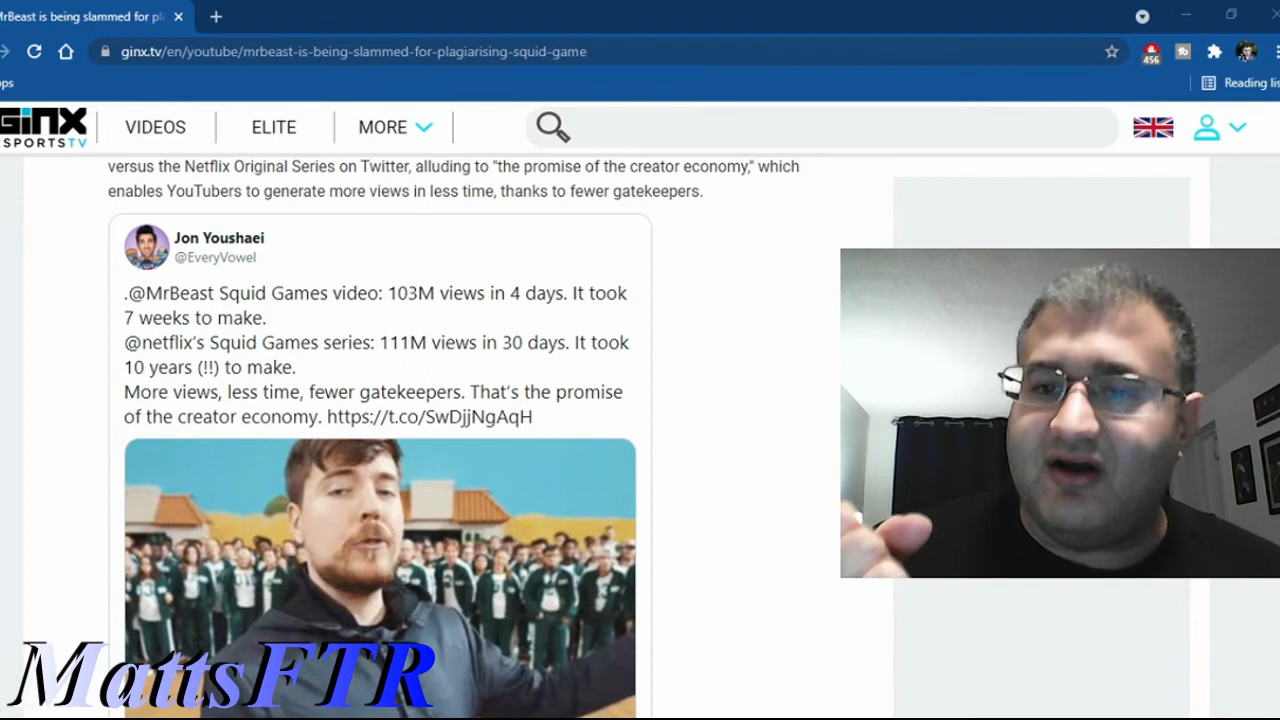 MrBeast is being slammed for pla
ginx.tv/en/youtube/mrbeast-is-being-slammed-for-plagiarising-squid-game
456
Reading lis
GINX
ESPORTS TV
VIDEOS
ELITE
MORE
versus the Netflix Original Series on Twitter, alluding to "the promise of the creator economy," which
enables YouTubers to generate more views in less time, thanks to fewer gatekeepers.
Jon Youshaei
@EveryVowel
.@MrBeast Squid Games video: 103M views in 4 days. It took
7 weeks to make.
@netflix's Squid Games series: 111M views in 30 days. It took
10 years (!!) to make.
More views, less time, fewer gatekeepers. That's the promise
of the creator economy. https://t.co/SwDjjNgAqH
MattsFTR